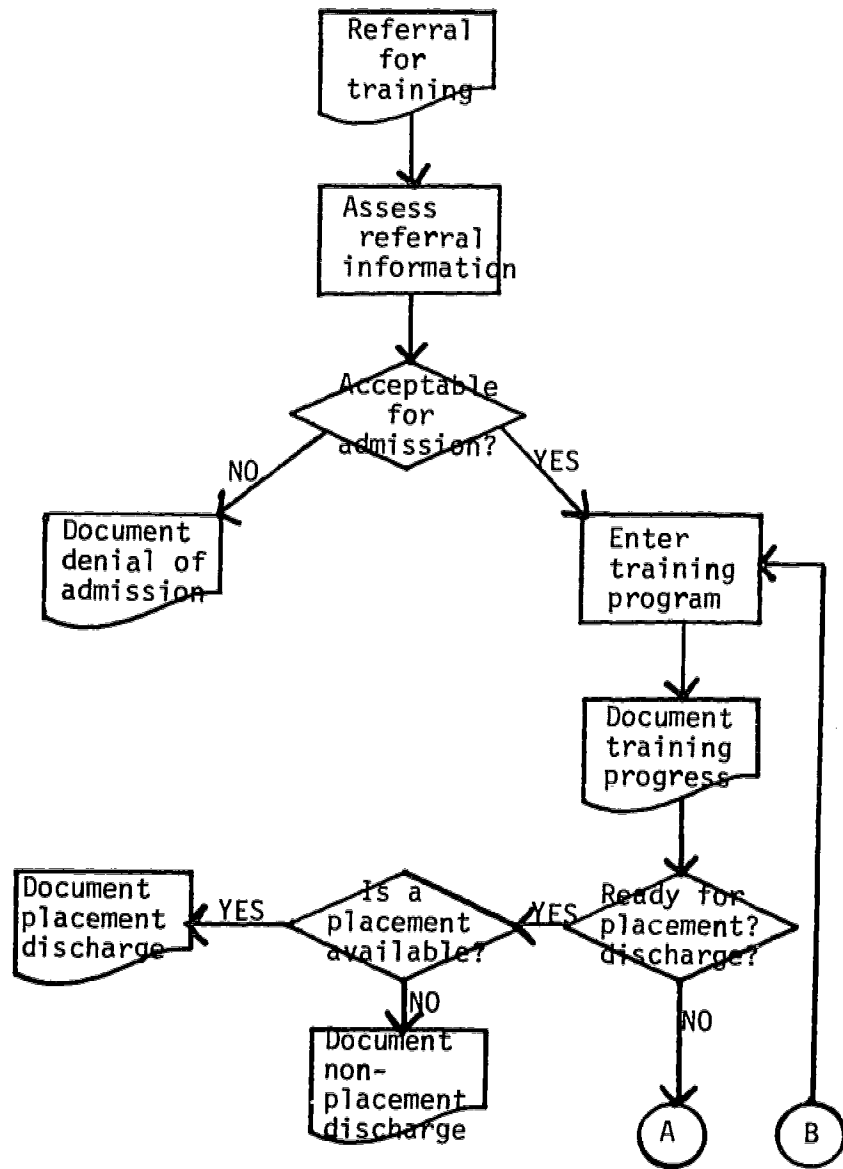 Referral
for
training
Assess
referral
information
Acceptable
for
admission?
NO
YES
Document
denial of
admission
Enter
training
program
Document
training
progress
Document
placement
discharge
YES
Is a
placement
available?
YES
Ready for
placement?
discharge?
NO
NO
Document
non-
placement
discharge
A
B